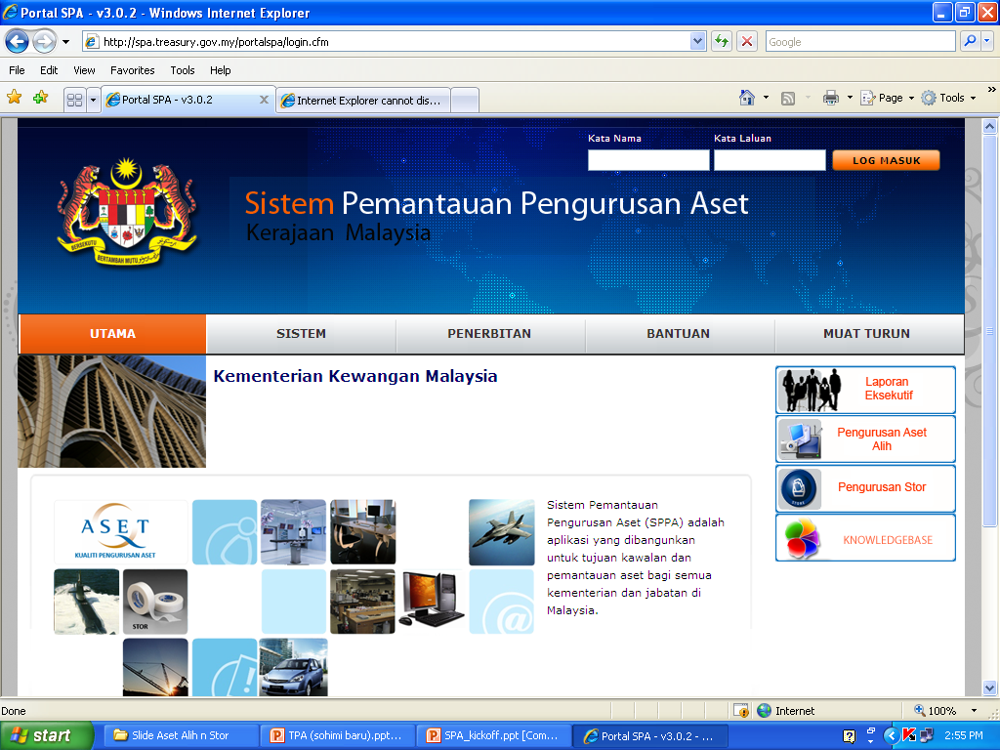 Portal SPA - v3.0.2 - Windows Internet Explorer
http://spa.treasury.gov.my/portalspa/login.cfm
Google
File Edit View Favorites Tools Help
Portal SPA - v3.0.2
Internet Explorer cannot dis...
Page Tools
Kata Nama Kata Laluan
LOG MASUK
Sistem Pemantauan Pengurusan Aset
Kerajaan Malaysia
BERSEKUTU
BERTAMBAH MUTU
UTAMA SISTEM PENERBITAN BANTUAN MUAT TURUN
Kementerian Kewangan Malaysia
Laporan
Eksekutif
Pengurusan Aset
Alih
Pengurusan Stor
STORE
KNOWLEDGEBASE
ASET
KUALITI PENGURUSAN ASET
STOR
Sistem Pemantauan
Pengurusan Aset (SPPA) adalah
aplikasi yang dibangunkan
untuk tujuan kawalan dan
pemantauan aset bagi semua
kementerian dan jabatan di
Malaysia.
Done
Internet
100%
start
Slide Aset Alih n Stor
TPA (sohimi baru).ppt...
SPA_kickoff.ppt [Com...
Portal SPA - v3.0.2 - ...
2:55 PM